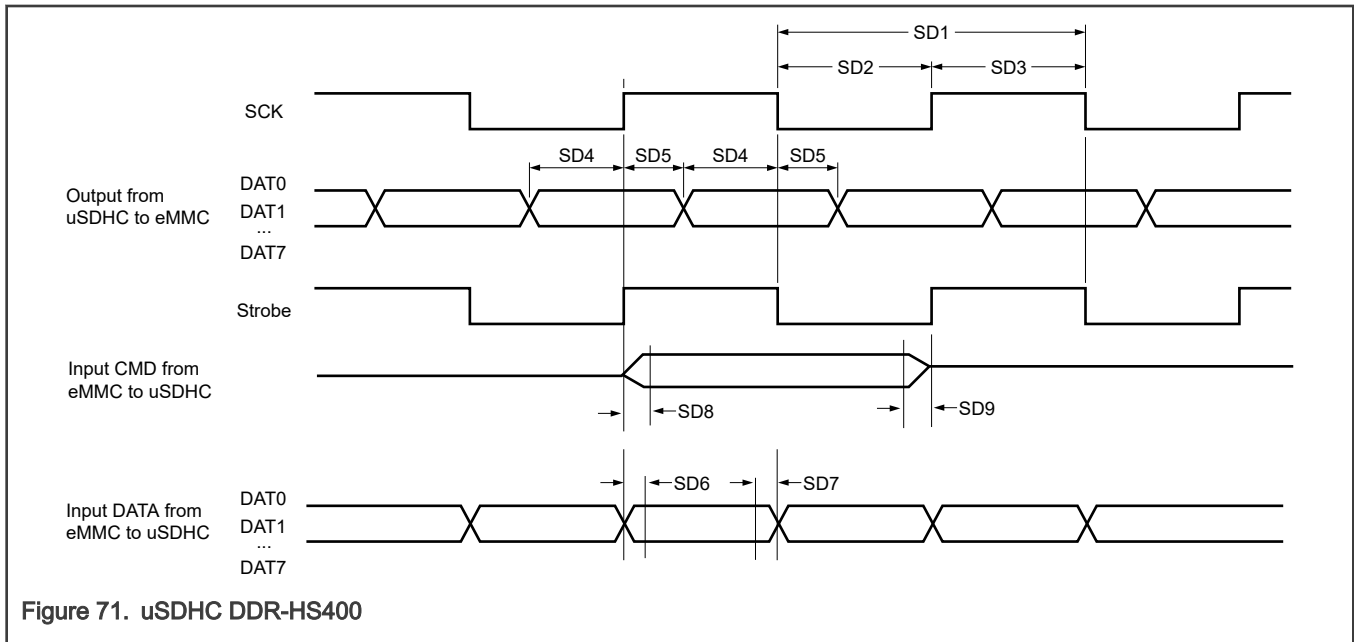 SD1
SD2
SD3
SCK
SD4
SD5
SD4
SD5
Output from
uSDHC to eMMC
DAT0
DAT1
...
DAT7
Strobe
Input CMD from
eMMC to uSDHC
SD8
SD9
SD6
SD7
Input DATA from
eMMC to uSDHC
DAT0
DAT1
...
DAT7
Figure 71. uSDHC DDR-HS400